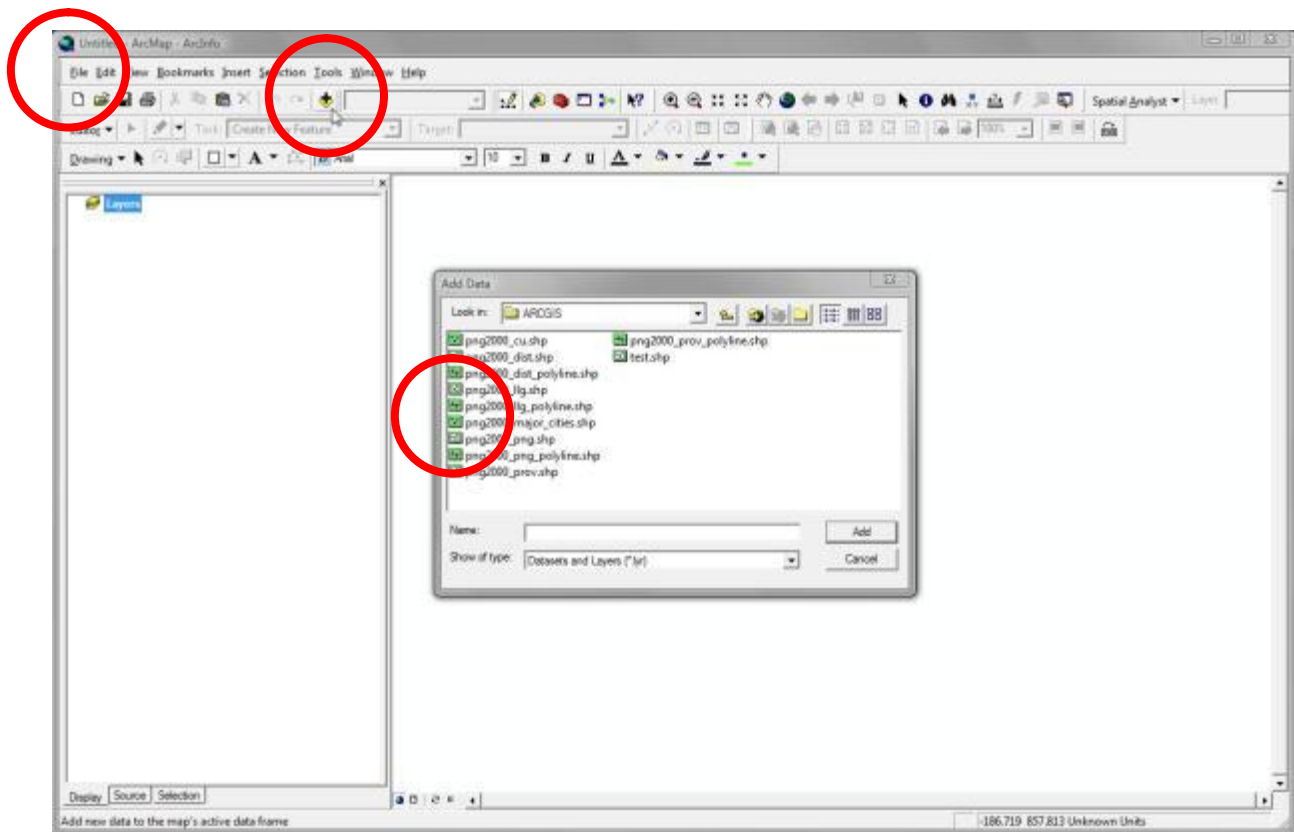 Untitled - ArcMap - ArcInfo
File Edit View Bookmarks Insert Selection Tools Window Help
Spatial Analyst Layer:
Task: Create New Feature Target: 100%
Drawing A Arial 10 B I U A
Layers
Add Data
Look in: ARCGIS
png2000_cu.shp png2000_prov_polyline.shp
png2000_dist.shp test.shp
png2000_dist_polyline.shp
png2000_llg.shp
png2000_llg_polyline.shp
png2000_major_cities.shp
png2000_png.shp
png2000_png_polyline.shp
png2000_prov.shp
Name: Add
Show of type: Datasets and Layers (*.lyr) Cancel
Display Source Selection
Add new data to the map's active data frame -186.719 857.813 Unknown Units